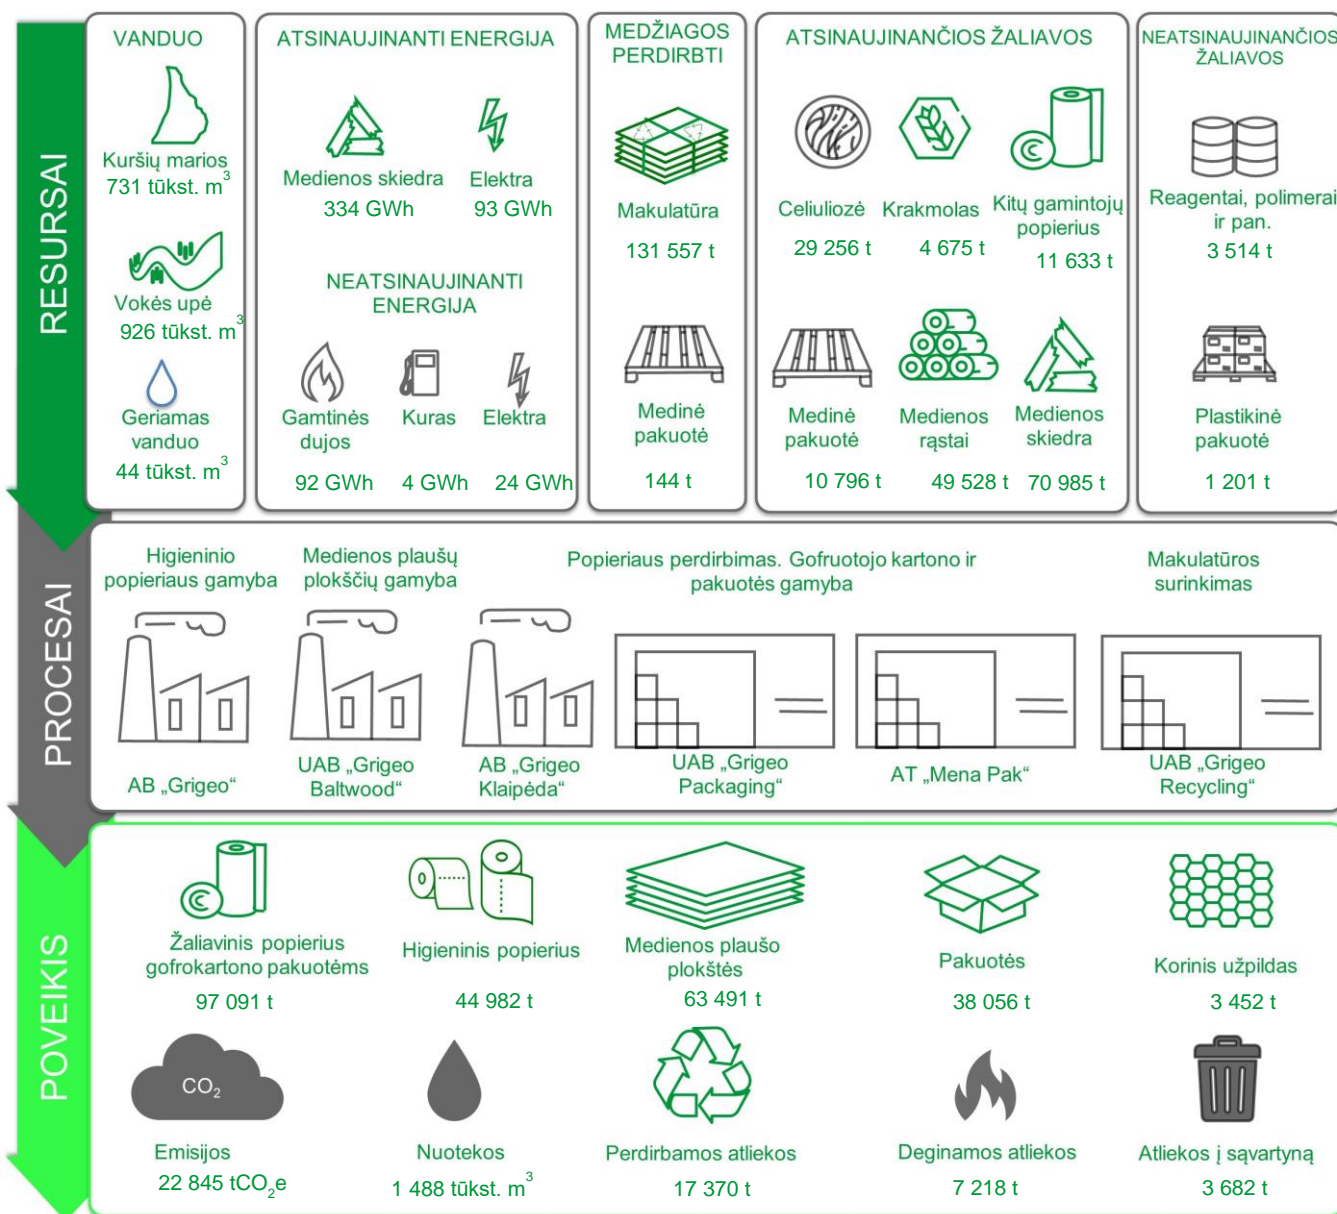 RESURSAI
VANDUO
Kuršių marios
731 tūkst. m³
Vokės upė
926 tūkst. m³
Geriamas
vanduo
44 tūkst. m³
ATSINAUJINANTI ENERGIJA
Medienos skiedra
334 GWh
Elektra
93 GWh
NEATSINAUJINANTI
ENERGIJA
Gamtinės
dujos
92 GWh
Kuras
4 GWh
Elektra
24 GWh
MEDŽIAGOS
PERDIRBTI
Makulatūra
131 557 t
Medinė
pakuotė
144 t
ATSINAUJINANČIOS ŽALIAVOS
Celiuliozė
29 256 t
Krakmolas
4 675 t
Kitų gamintojų
popierius
11 633 t
Medinė
pakuotė
10 796 t
Medienos
rąstai
49 528 t
Medienos
skiedra
70 985 t
NEATSINAUJINANČIOS
ŽALIAVOS
Reagentai, polimerai
ir pan.
3 514 t
Plastikinė
pakuotė
1 201 t
PROCESAI
Higieninio
popieriaus gamyba
Medienos plaušų
plokščių gamyba
Popieriaus perdirbimas. Gofruotojo kartono ir
pakuotės gamyba
Makulatūros
surinkimas
AB „Grigeo“
UAB „Grigeo
Baltwood“
AB „Grigeo
Klaipėda“
UAB „Grigeo
Packaging“
AT „Mena Pak“
UAB „Grigeo
Recycling“
POVEIKIS
Žaliavinis popierius
gofrokartono pakuotėms
97 091 t
Higieninis popierius
44 982 t
Medienos plaušo
plokštės
63 491 t
Pakuotės
38 056 t
Korinis užpildas
3 452 t
CO₂
Emisijos
22 845 tCO₂e
Nuotekos
1 488 tūkst. m³
Perdirbamos atliekos
17 370 t
Deginamos atliekos
7 218 t
Atliekos į sąvartyną
3 682 t